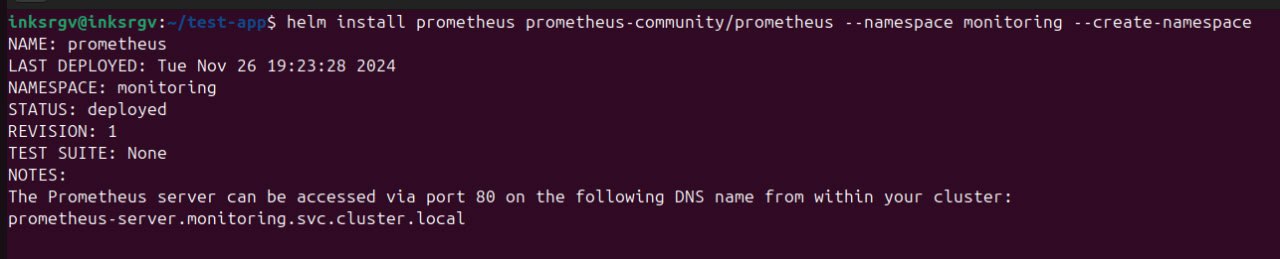 inksrgv@inksrgv:~/test-app$ helm install prometheus prometheus-community/prometheus --namespace monitoring --create-namespace
NAME: prometheus
LAST DEPLOYED: Tue Nov 26 19:23:28 2024
NAMESPACE: monitoring
STATUS: deployed
REVISION: 1
TEST SUITE: None
NOTES:
The Prometheus server can be accessed via port 80 on the following DNS name from within your cluster:
prometheus-server.monitoring.svc.cluster.local